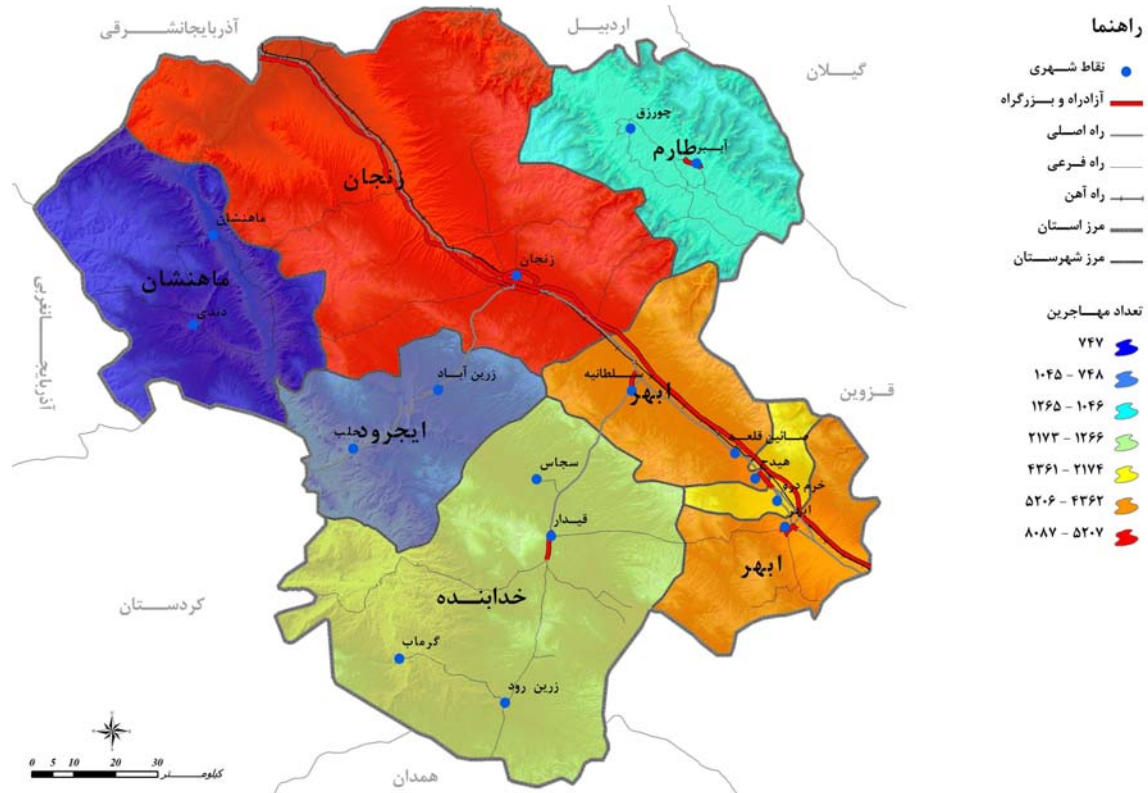 آذربایجانشرقی
اردبیل
گیلان
قزوین
همدان
کردستان
آذربایجانغربی
زنجان
زنجان
طارم
چورزق
آببر
ماهنشان
ماهنشان
دندی
ایجرود
زرین آباد
حلب
ابهر
سلطانیه
صائین قلعه
هیدج
خرم دره
ابهر
ابهر
خدابنده
سجاس
قیدار
گرماب
زرین رود
راهنما
نقاط شهری
آزادراه و بزرگراه
راه اصلی
راه فرعی
راه آهن
مرز استان
مرز شهرستان
تعداد مهاجرین
۷۴۷
۷۴۸ - ۱۰۴۵
۱۰۴۶ - ۱۲۶۵
۱۲۶۶ - ۲۱۷۳
۲۱۷۴ - ۴۳۶۱
۴۳۶۲ - ۵۲۰۶
۵۲۰۷ - ۸۰۸۷
0 5 10 20 30
کیلومتر